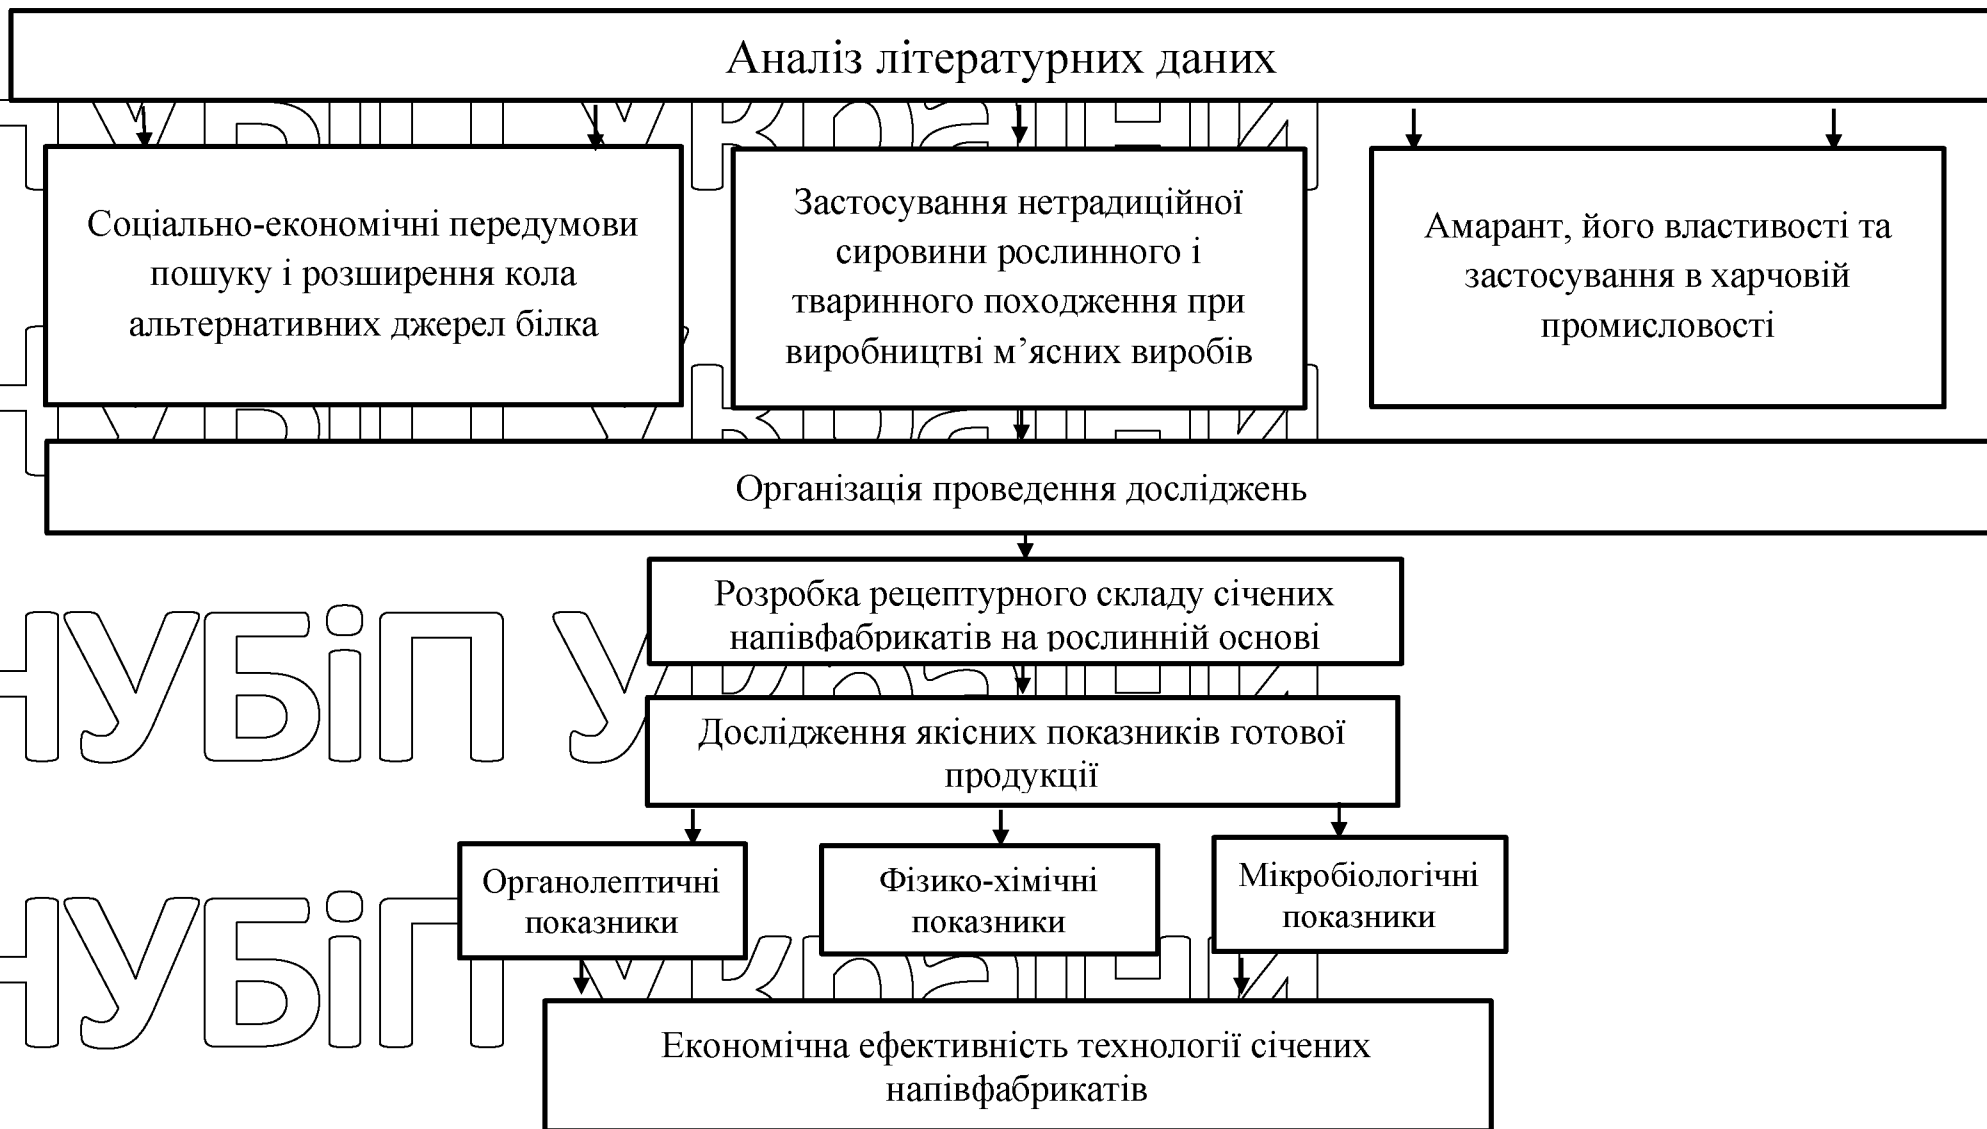 Аналіз літературних даних
Соціально-економічні передумови
пошуку і розширення кола
альтернативних джерел білка
Застосування нетрадиційної
сировини рослинного і
тваринного походження при
виробництві м’ясних виробів
Амарант, його властивості та
застосування в харчовій
промисловості
Організація проведення досліджень
Розробка рецептурного складу січених
напівфабрикатів на рослинній основі
НУБіП У
Дослідження якісних показників готової
продукції
Органолептичні
показники
Фізико-хімічні
показники
Мікробіологічні
показники
НУБіП України
Економічна ефективність технології січених
напівфабрикатів